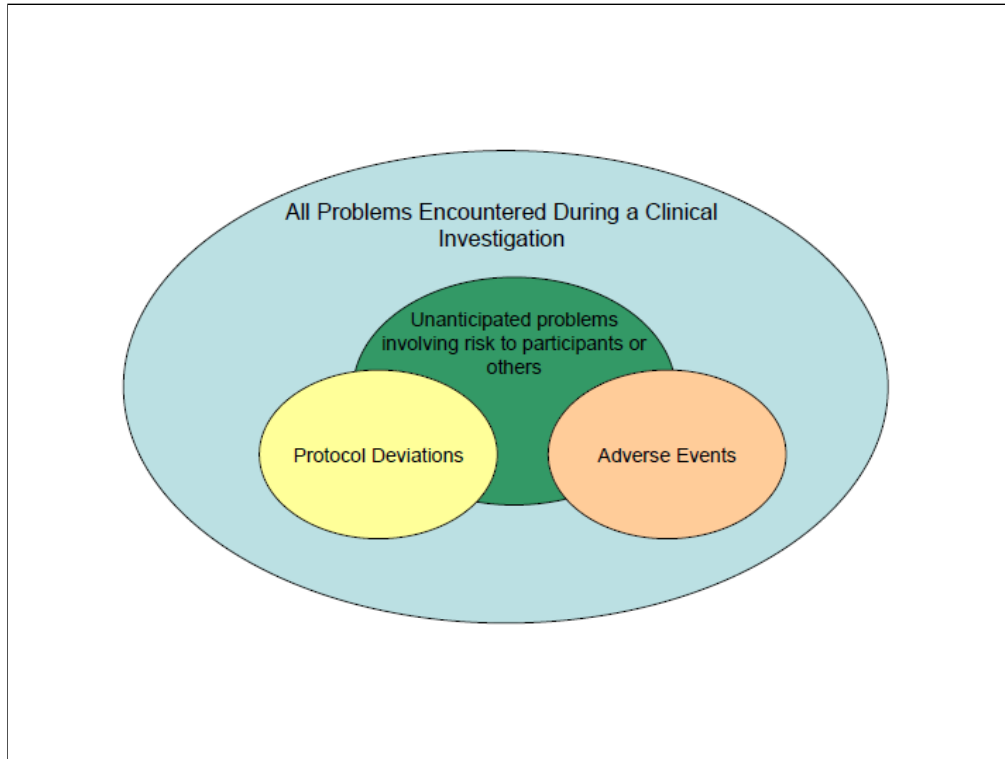 All Problems Encountered During a Clinical
Investigation
Unanticipated problems
involving risk to participants or
others
Protocol Deviations
Adverse Events